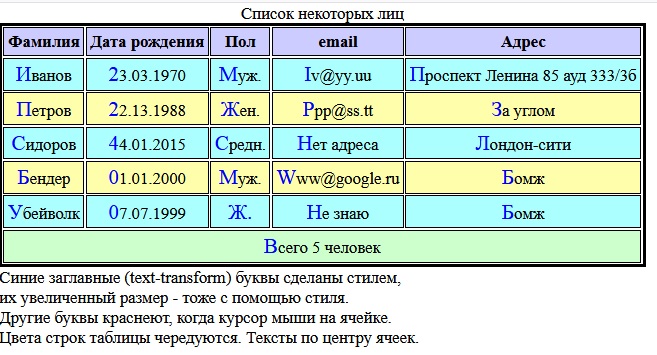 Список некоторых лиц
Фамилия Дата рождения Пол email Адрес
Иванов 23.03.1970 Муж. Iv@yy.uu Проспект Ленина 85 ауд 333/3б
Петров 22.13.1988 Жен. Ppp@ss.tt За углом
Сидоров 44.01.2015 Средн. Нет адреса Лондон-сити
Бендер 01.01.2000 Муж. Www@google.ru Бомж
Убейволк 07.07.1999 Ж. Не знаю Бомж
Всего 5 человек
Синие заглавные (text-transform) буквы сделаны стилем,
их увеличенный размер - тоже с помощью стиля.
Другие буквы краснеют, когда курсор мыши на ячейке.
Цвета строк таблицы чередуются. Тексты по центру ячеек.